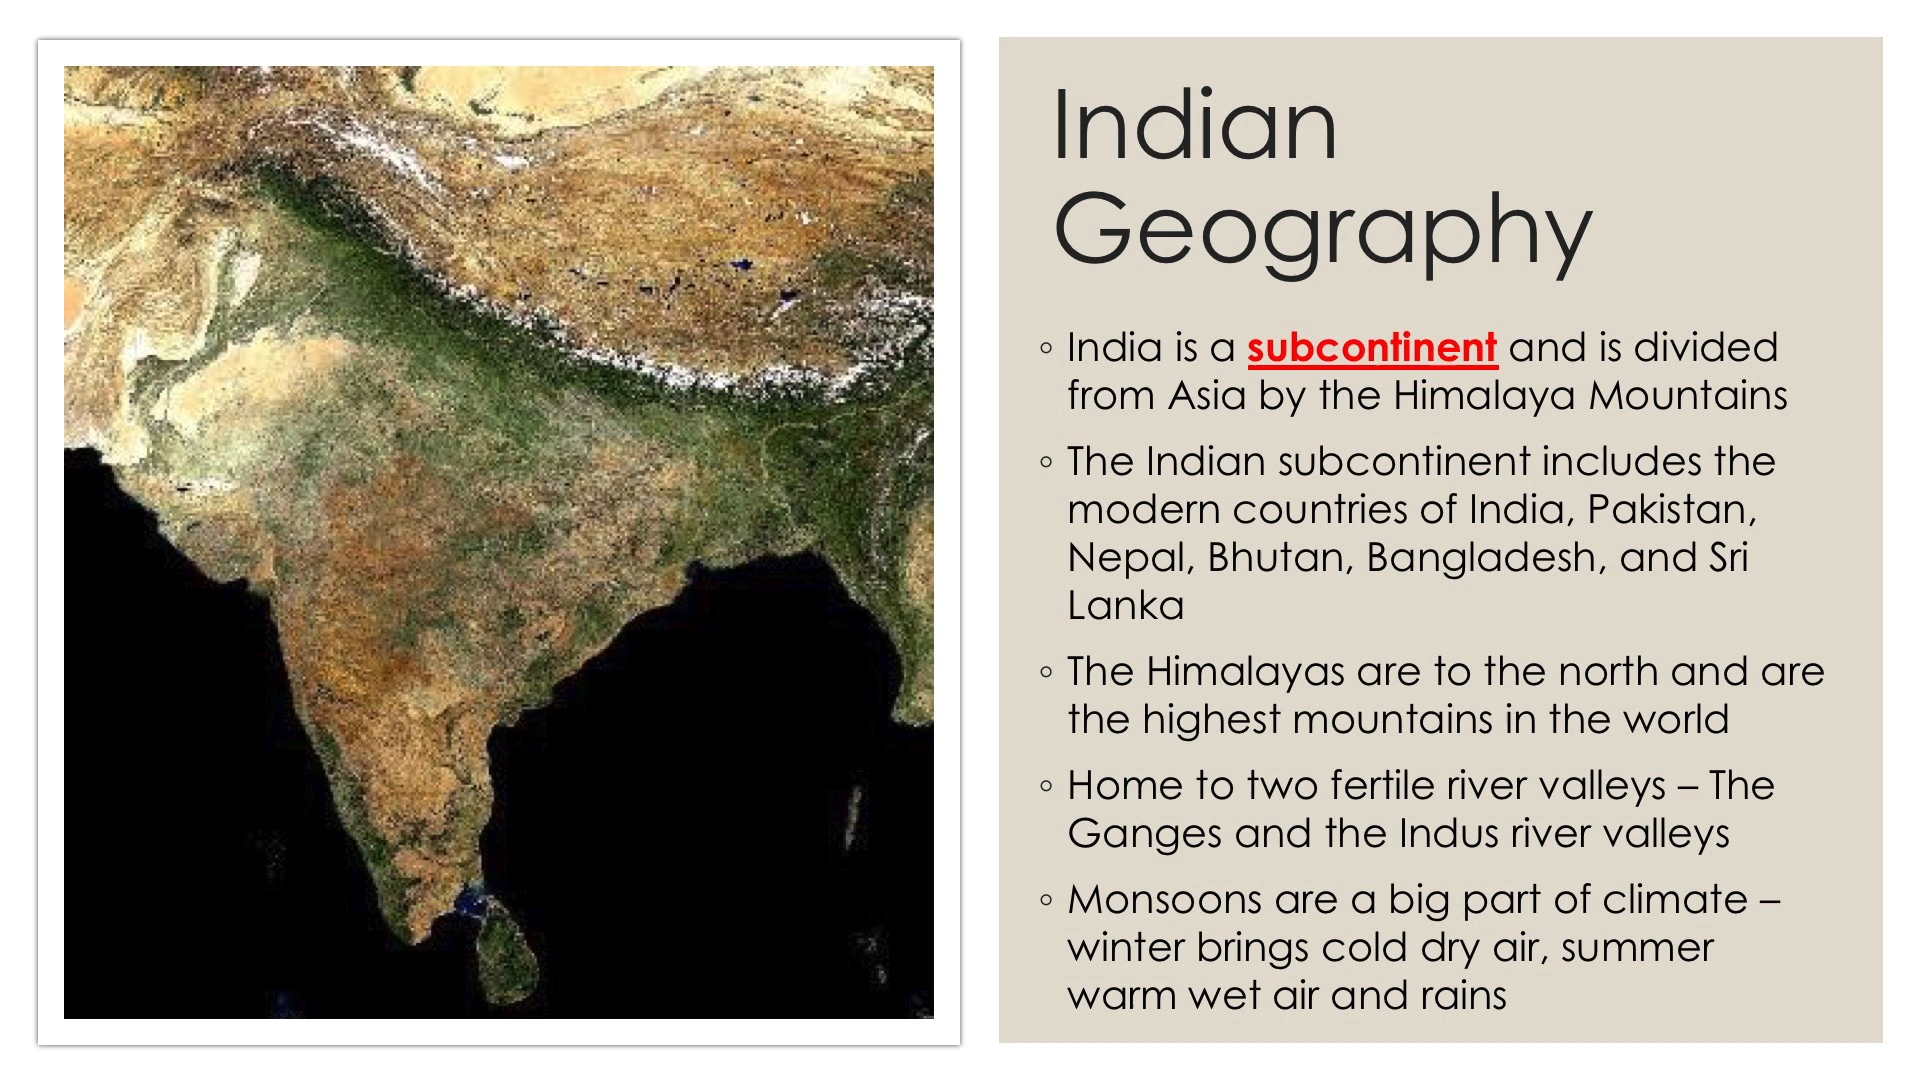 Indian
Geography
◦ India is a subcontinent and is divided
from Asia by the Himalaya Mountains
◦ The Indian subcontinent includes the
modern countries of India, Pakistan,
Nepal, Bhutan, Bangladesh, and Sri
Lanka
◦ The Himalayas are to the north and are
the highest mountains in the world
◦ Home to two fertile river valleys – The
Ganges and the Indus river valleys
◦ Monsoons are a big part of climate –
winter brings cold dry air, summer
warm wet air and rains